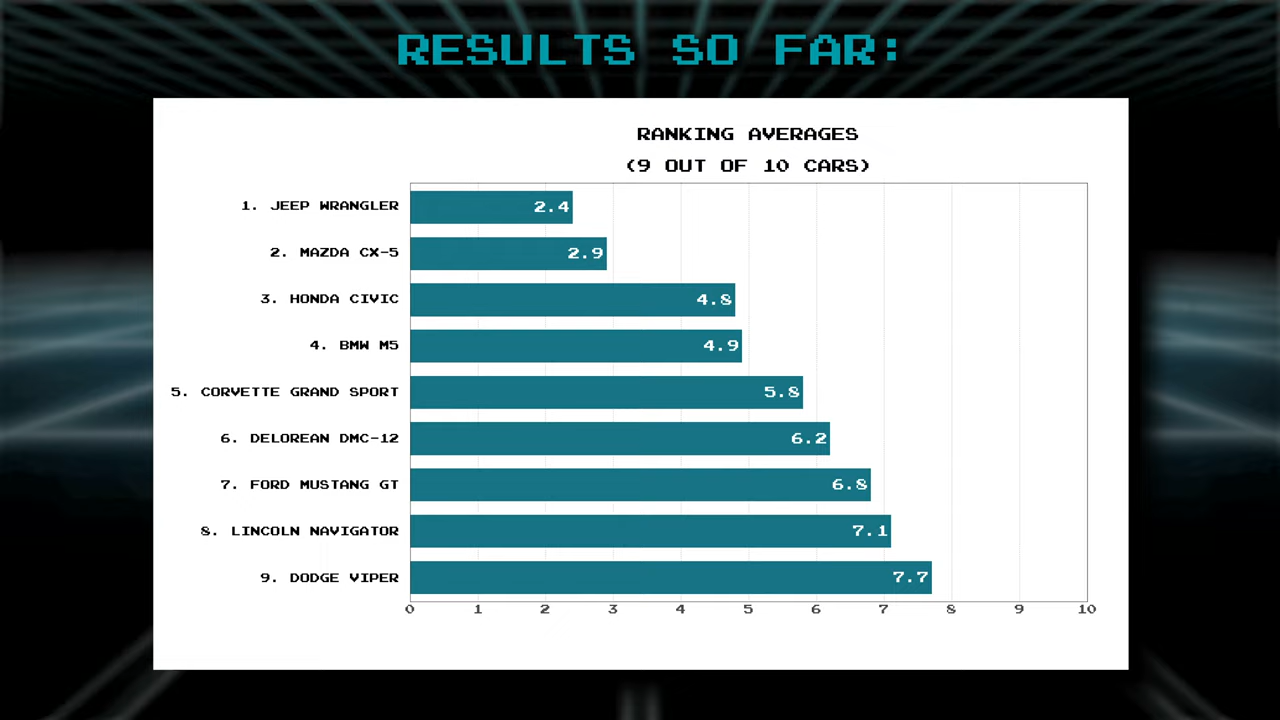 RESULTS SO FAR:
RANKING AVERAGES
(9 OUT OF 10 CARS)
1. JEEP WRANGLER 2.4
2. MAZDA CX-5 2.9
3. HONDA CIVIC 4.8
4. BMW M5 4.9
5. CORVETTE GRAND SPORT 5.8
6. DELOREAN DMC-12 6.2
7. FORD MUSTANG GT 6.8
8. LINCOLN NAVIGATOR 7.1
9. DODGE VIPER 7.7
0 1 2 3 4 5 6 7 8 9 10